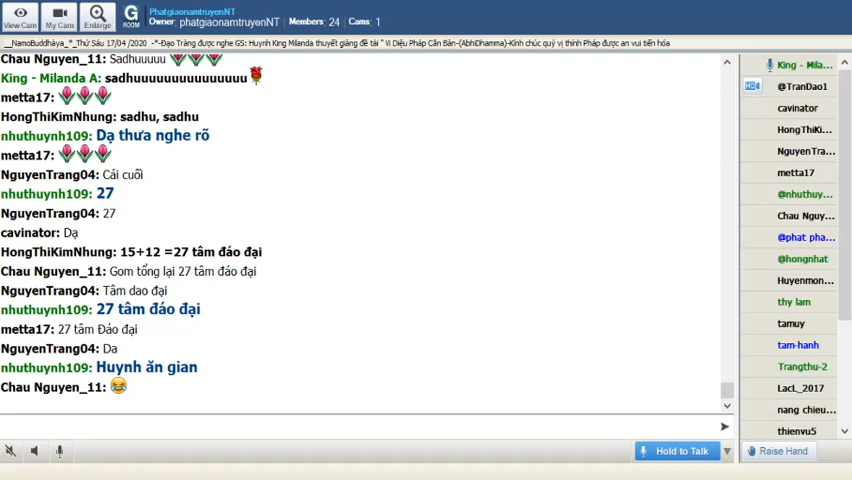 PhatgiaonamtruyenNT
Owner: phatgiaonamtruyenNT Members: 24 Cams: 1
View Cam My Cam Enlarge G ROOM
__NamoBuddhàya_*_Thứ Sáu 17/04 /2020 -*-Đạo Tràng được nghe GS: Huynh King Milanda thuyết giảng đề tài " Vi Diệu Pháp Căn Bản-(AbhiDhamma)-Kính chúc quý vị thính Pháp được an vui tiến hóa
Chau Nguyen_11: Sadhuuuuu
King - Milanda A: sadhuuuuuuuuuuuuuuu
metta17:
HongThiKimNhung: sadhu, sadhu
nhuthuynh109: Dạ thưa nghe rõ
metta17:
NguyenTrang04: Cái cuối
nhuthuynh109: 27
NguyenTrang04: 27
cavinator: Dạ
HongThiKimNhung: 15+12 =27 tâm đáo đại
Chau Nguyen_11: Gom tổng lại 27 tâm đáo đại
NguyenTrang04: Tâm dao đại
nhuthuynh109: 27 tâm đáo đại
metta17: 27 tâm Đáo đại
NguyenTrang04: Da
nhuthuynh109: Huynh ăn gian
Chau Nguyen_11:
King - Mila...
@TranDao1
cavinator
HongThiKi...
NguyenTra...
metta17
@nhuthuy...
Chau Nguy...
@phat pha...
@hongnhat
Huyenmon...
thy lam
tamuy
tam-hanh
Trangthu-2
LacL_2017
nang chieu...
thienvu5
Hold to Talk
Raise Hand